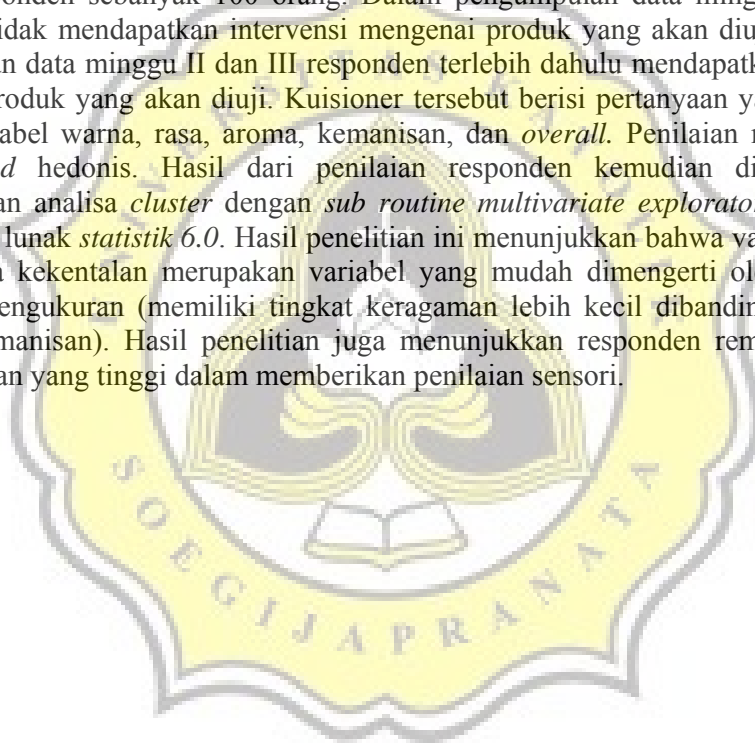 onden sebanyak 100 orang. Dalam pengumpulan data ming
idak mendapatkan intervensi mengenai produk yang akan diu
n data minggu II dan III responden terlebih dahulu mendapatk
roduk yang akan diuji. Kuisioner tersebut berisi pertanyaan y
abel warna, rasa, aroma, kemanisan, dan overall. Penilaian
d hedonis. Hasil dari penilaian responden kemudian di
an analisa cluster dengan sub routine multivariate explorato
lunak statistik 6.0. Hasil penelitian ini menunjukkan bahwa va
a kekentalan merupakan variabel yang mudah dimengerti ol
engukuran (memiliki tingkat keragaman lebih kecil dibandin
manisan). Hasil penelitian juga menunjukkan responden rem
an yang tinggi dalam memberikan penilaian sensori.
SOEGIJAPRANATA